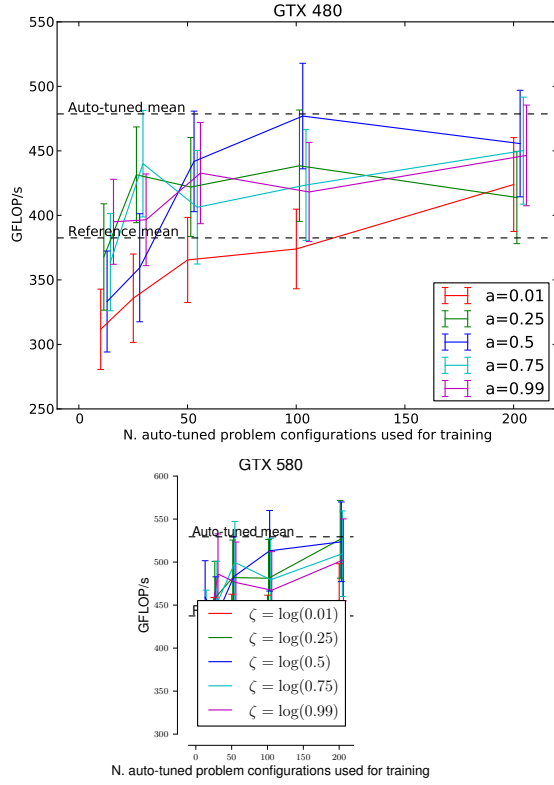 GTX 480
550
500
450
400
350
300
250
GFLOP/s
Auto-tuned mean
Reference mean
a=0.01
a=0.25
a=0.5
a=0.75
a=0.99
0 50 100 150 200
N. auto-tuned problem configurations used for training
GTX 580
600
550
500
450
400
350
300
GFLOP/s
Auto-tuned mean
ζ = log(0.01)
ζ = log(0.25)
ζ = log(0.5)
ζ = log(0.75)
ζ = log(0.99)
0 50 100 150 200
N. auto-tuned problem configurations used for training